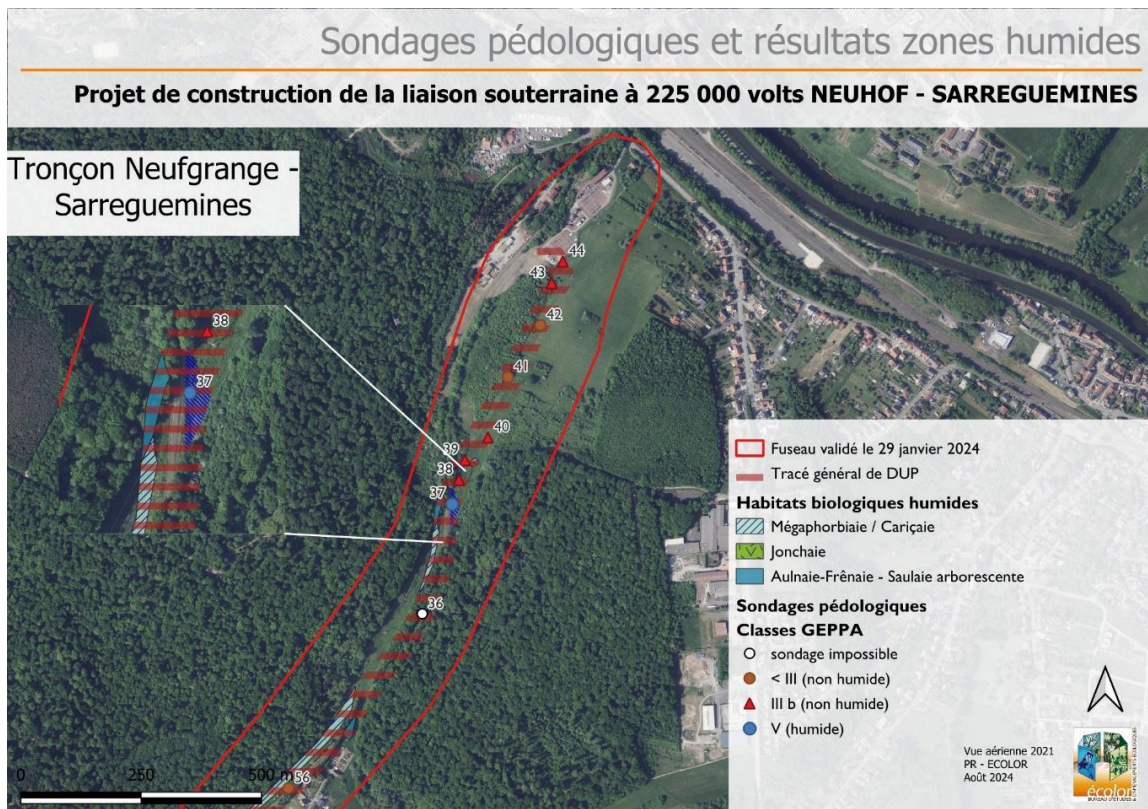 Sondages pédologiques et résultats zones humides
Projet de construction de la liaison souterraine à 225 000 volts NEUHOF - SARREGUEMINES
Tronçon Neufgrange -
Sarreguemines
44
43
42
41
40
39
38
37
36
56
38
37
Fuseau validé le 29 janvier 2024
Tracé général de DUP
Habitats biologiques humides
Mégaphorbiaie / Cariçaie
Jonchaie
Aulnaie-Frênaie - Saulaie arborescente
Sondages pédologiques
Classes GEPPA
sondage impossible
< III (non humide)
III b (non humide)
V (humide)
0 250 500 m
Vue aérienne 2021
PR - ECOLOR
Août 2024
écolor